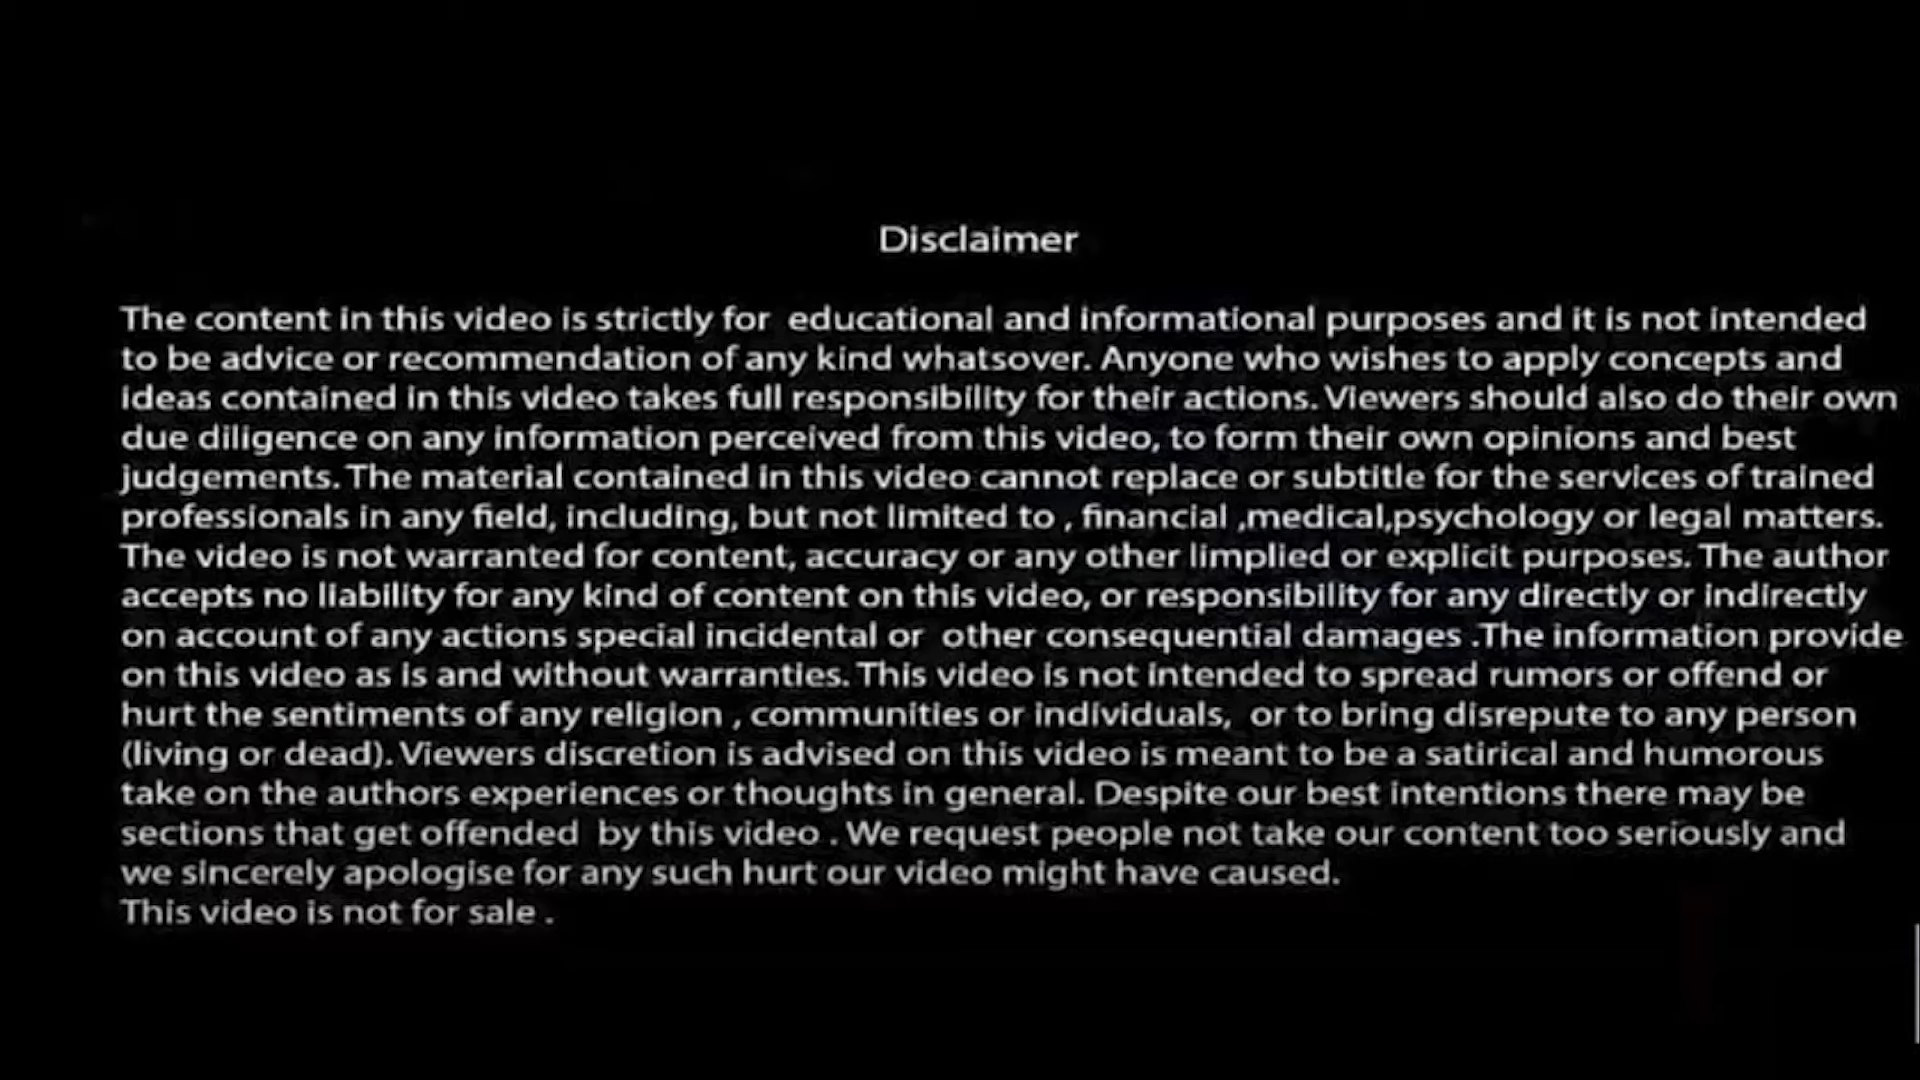 Disclaimer
The content in this video is strictly for educational and informational purposes and it is not intended
to be advice or recommendation of any kind whatsover. Anyone who wishes to apply concepts and
ideas contained in this video takes full responsibility for their actions. Viewers should also do their own
due diligence on any information perceived from this video, to form their own opinions and best
judgements. The material contained in this video cannot replace or subtitle for the services of trained
professionals in any field, including, but not limited to , financial ,medical,psychology or legal matters.
The video is not warranted for content, accuracy or any other limplied or explicit purposes. The author
accepts no liability for any kind of content on this video, or responsibility for any directly or indirectly
on account of any actions special incidental or other consequential damages .The information provide
on this video as is and without warranties. This video is not intended to spread rumors or offend or
hurt the sentiments of any religion , communities or individuals, or to bring disrepute to any person
(living or dead). Viewers discretion is advised on this video is meant to be a satirical and humorous
take on the authors experiences or thoughts in general. Despite our best intentions there may be
sections that get offended by this video . We request people not take our content too seriously and
we sincerely apologise for any such hurt our video might have caused.
This video is not for sale .